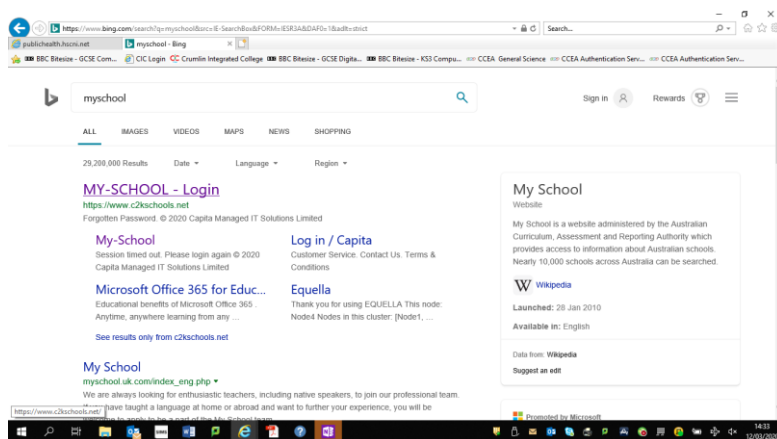 https://www.bing.com/search?q=myschool&src=IE-SearchBox&FORM=IESR3A&DAF0=1&adlt=strict
Search...
publichealth.hscni.net
myschool - Bing
BBC Bitesize - GCSE Com...
CIC Login
Crumlin Integrated College
BBC Bitesize - GCSE Digita...
BBC Bitesize - KS3 Compu...
CCEA General Science
CCEA Authentication Serv...
CCEA Authentication Serv...
myschool
Sign in
Rewards
ALL IMAGES VIDEOS MAPS NEWS SHOPPING
29,200,000 Results Date Language Region
MY-SCHOOL - Login
https://www.c2kschools.net
Forgotten Password. © 2020 Capita Managed IT Solutions Limited
My-School
Session timed out. Please login again © 2020
Capita Managed IT Solutions Limited
Log in / Capita
Customer Service. Contact Us. Terms &
Conditions
Microsoft Office 365 for Educ...
Educational benefits of Microsoft Office 365 .
Anytime, anywhere learning from any ...
Equella
Thank you for using EQUELLA This node:
Node4 Nodes in this cluster: [Node1, ...
See results only from c2kschools.net
My School
myschool.uk.com/index_eng.php
We are always looking for enthusiastic teachers, including native speakers, to join our professional team.
have taught a language at home or abroad and want to further your experience, you will be
to apply to be a part of the My School team
https://www.c2kschools.net/
My School
Website
My School is a website administered by the Australian
Curriculum, Assessment and Reporting Authority which
provides access to information about Australian schools.
Nearly 10,000 schools across Australia can be searched.
W Wikipedia
Launched: 28 Jan 2010
Available in: English
Data from: Wikipedia
Suggest an edit
Promoted by Microsoft
14:33